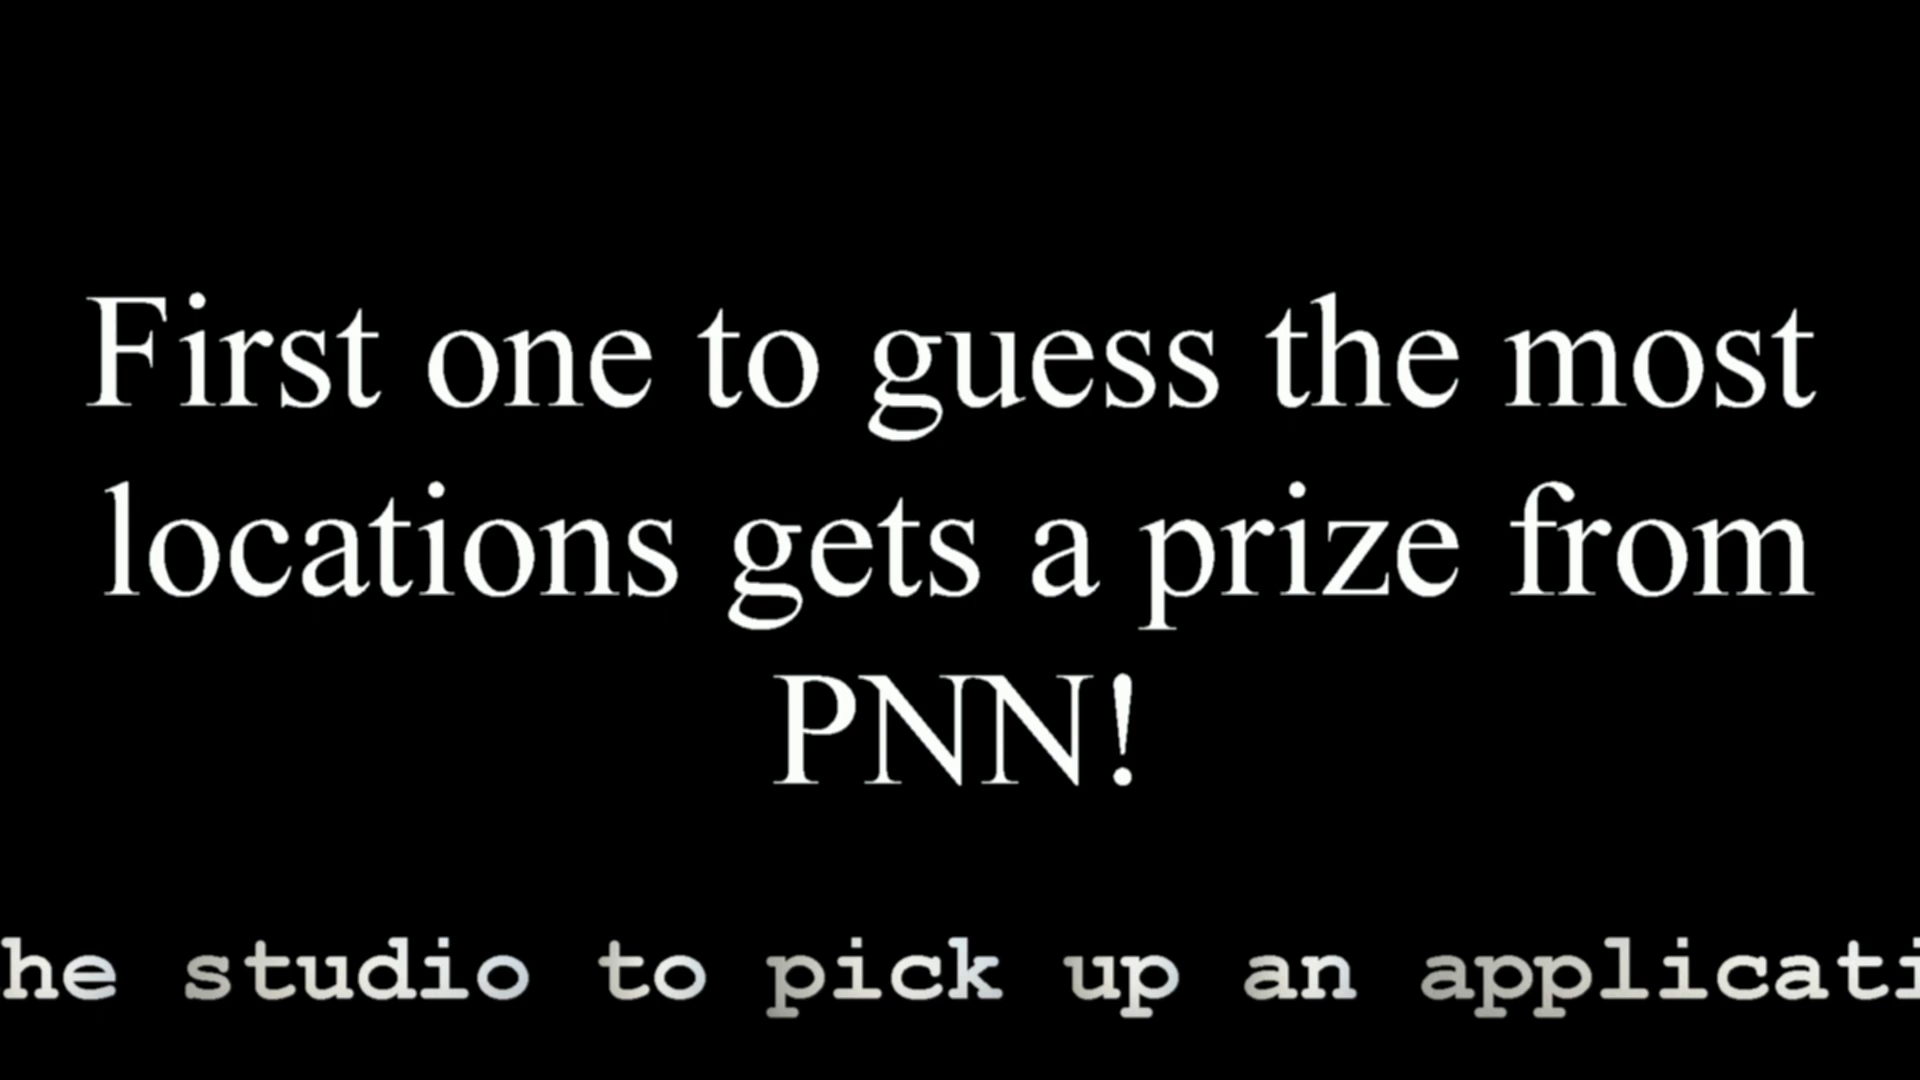 First one to guess the most
locations gets a prize from
PNN!
he studio to pick up an applicati